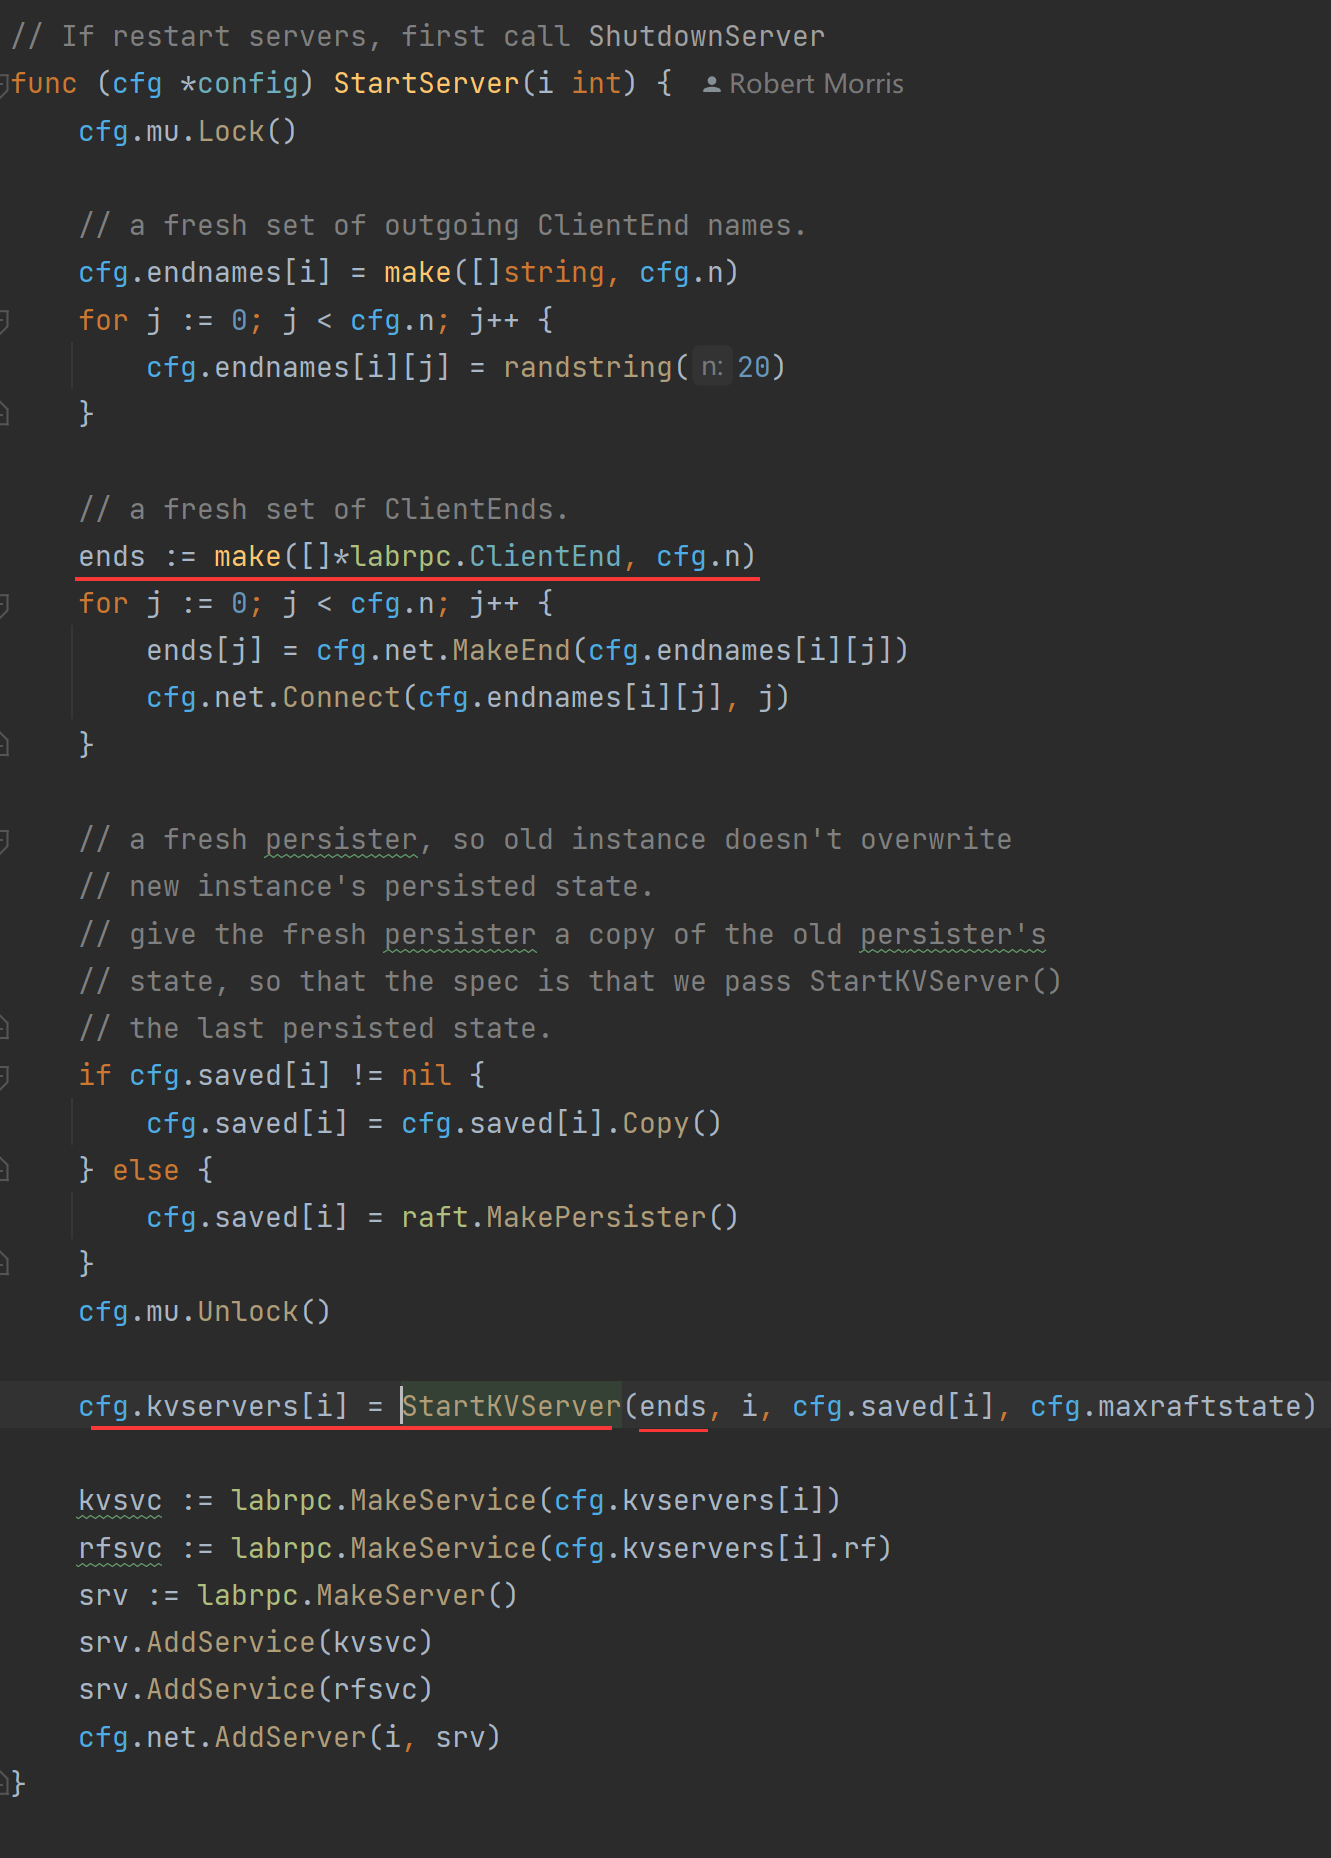 // If restart servers, first call ShutdownServer
func (cfg *config) StartServer(i int) { Robert Morris
    cfg.mu.Lock()

    // a fresh set of outgoing ClientEnd names.
    cfg.endnames[i] = make([]string, cfg.n)
    for j := 0; j < cfg.n; j++ {
        cfg.endnames[i][j] = randstring( n: 20)
    }

    // a fresh set of ClientEnds.
    ends := make([]*labrpc.ClientEnd, cfg.n)
    for j := 0; j < cfg.n; j++ {
        ends[j] = cfg.net.MakeEnd(cfg.endnames[i][j])
        cfg.net.Connect(cfg.endnames[i][j], j)
    }

    // a fresh persister, so old instance doesn't overwrite
    // new instance's persisted state.
    // give the fresh persister a copy of the old persister's
    // state, so that the spec is that we pass StartKVServer()
    // the last persisted state.
    if cfg.saved[i] != nil {
        cfg.saved[i] = cfg.saved[i].Copy()
    } else {
        cfg.saved[i] = raft.MakePersister()
    }
    cfg.mu.Unlock()

    cfg.kvservers[i] = StartKVServer(ends, i, cfg.saved[i], cfg.maxraftstate)

    kvsvc := labrpc.MakeService(cfg.kvservers[i])
    rfsvc := labrpc.MakeService(cfg.kvservers[i].rf)
    srv := labrpc.MakeServer()
    srv.AddService(kvsvc)
    srv.AddService(rfsvc)
    cfg.net.AddServer(i, srv)
}